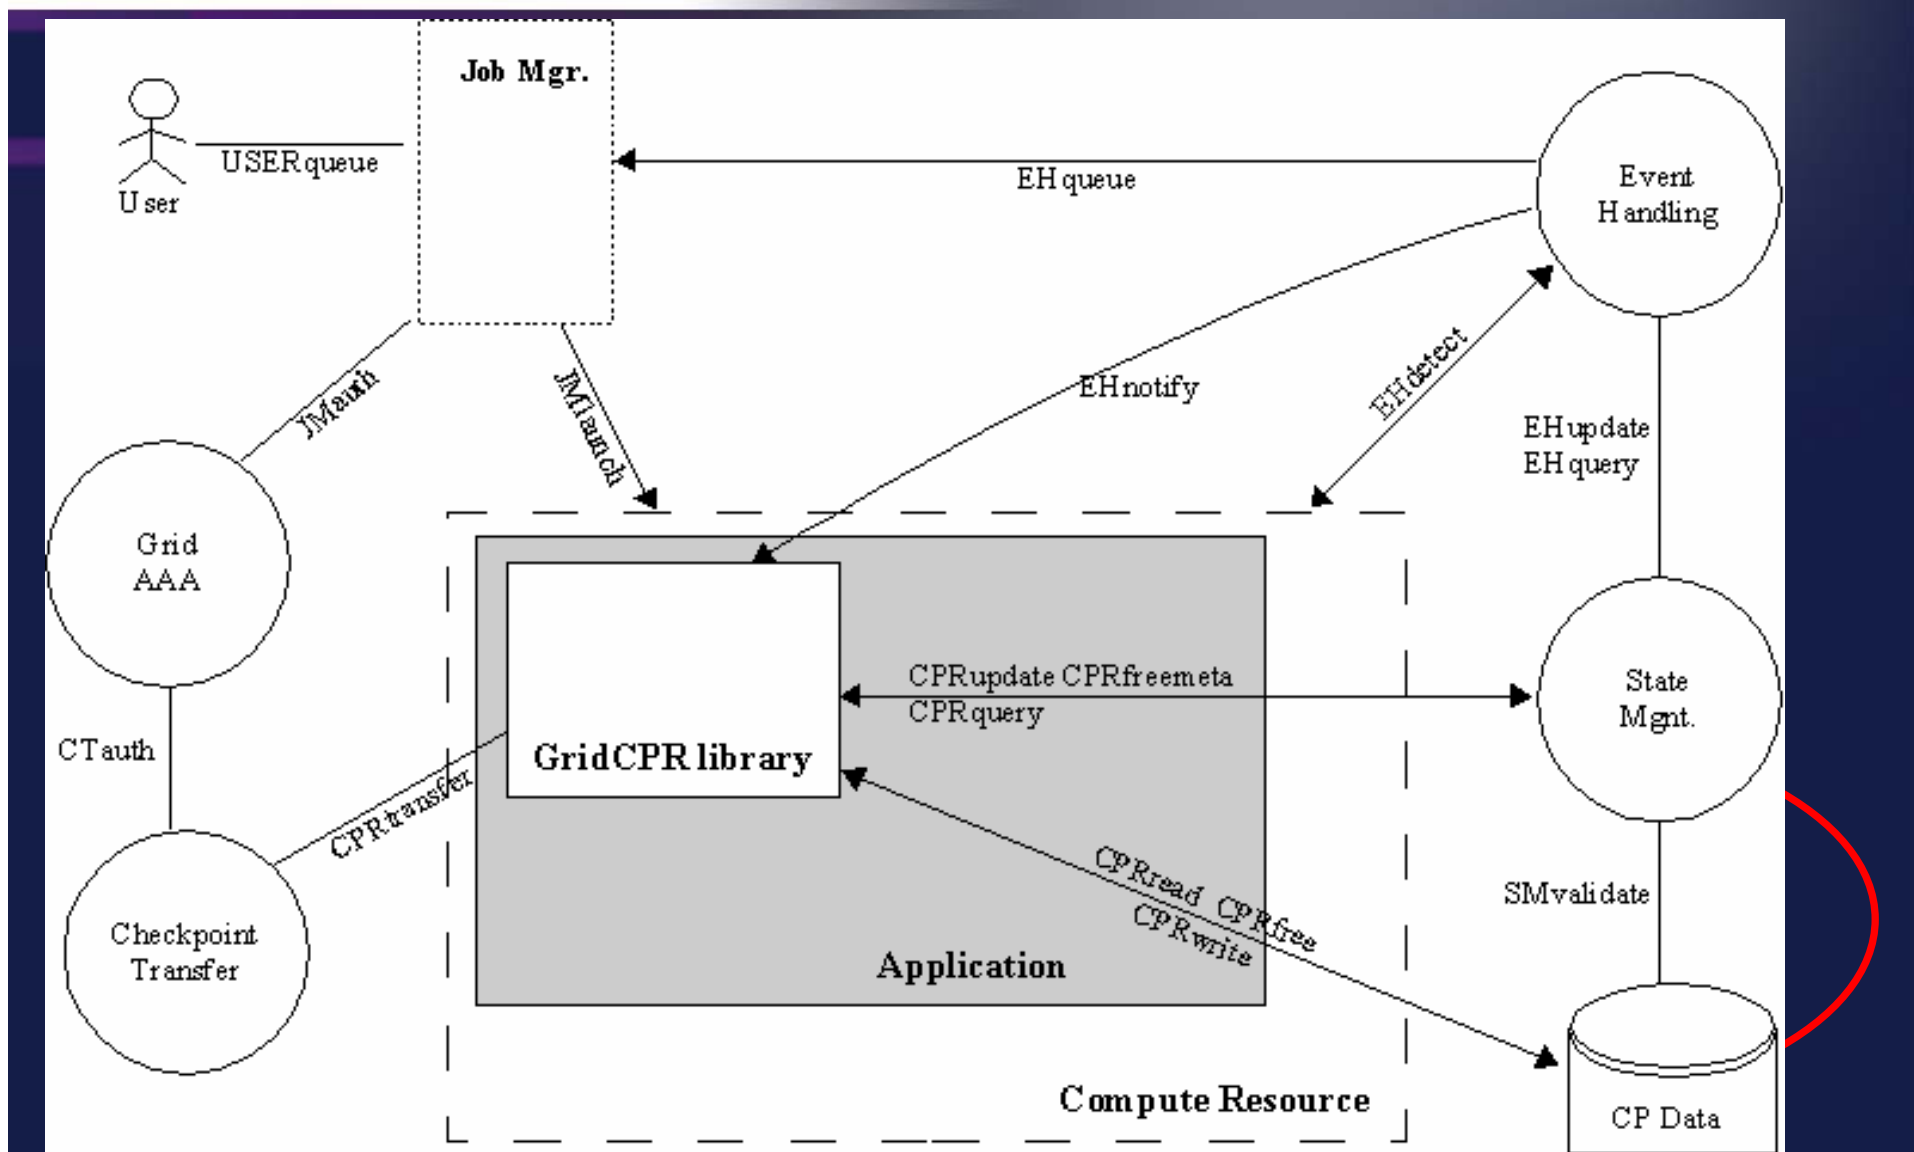 Job Mgr.
USERqueue
User
EHqueue
Event
Handling
JMauth
JMlaunch
EHnotify
EHdetect
EHupdate
EHquery
Grid
AAA
CPRupdate CPRfreemeta
CPRquery
State
Mgnt.
GridCPR library
CTauth
CPRtransfer
CPRread CPRfree
CPRwrite
SMvalidate
Checkpoint
Transfer
Application
Compute Resource
CP Data